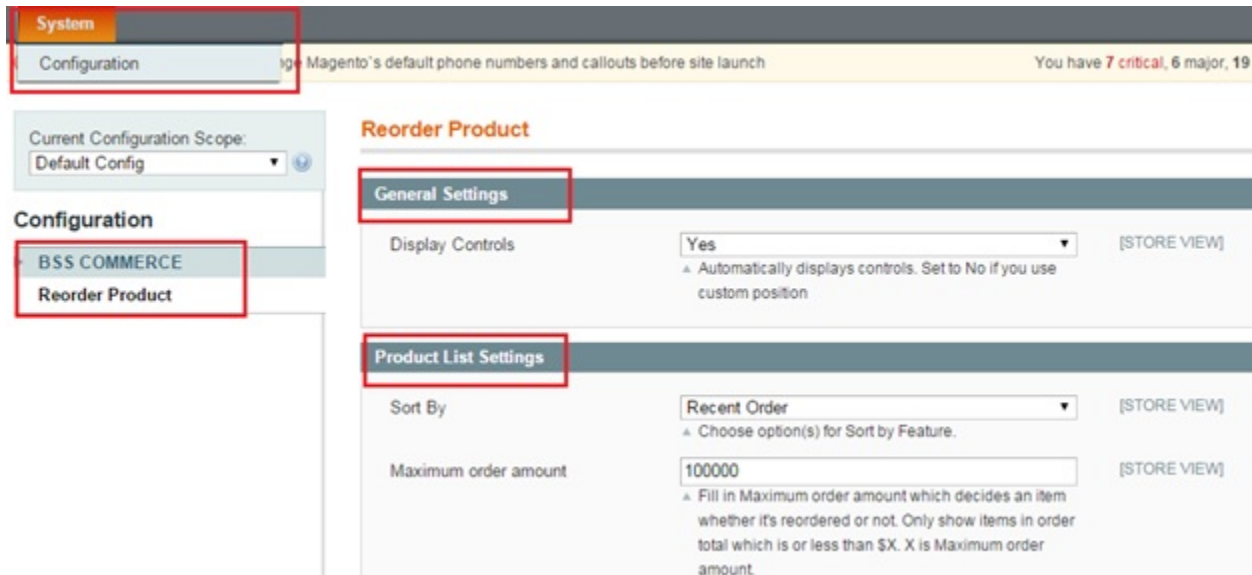 System
Configuration
nge Magento`s default phone numbers and callouts before site launch
You have 7 critical, 6 major, 19
Current Configuration Scope:
Default Config
Configuration
BSS COMMERCE
Reorder Product
Reorder Product
General Settings
Display Controls
Yes
[STORE VIEW]
Automatically displays controls. Set to No if you use
custom position
Product List Settings
Sort By
Recent Order
[STORE VIEW]
Choose option(s) for Sort by Feature.
Maximum order amount
100000
[STORE VIEW]
Fill in Maximum order amount which decides an item
whether it's reordered or not. Only show items in order
total which is or less than $X. X is Maximum order
amount.